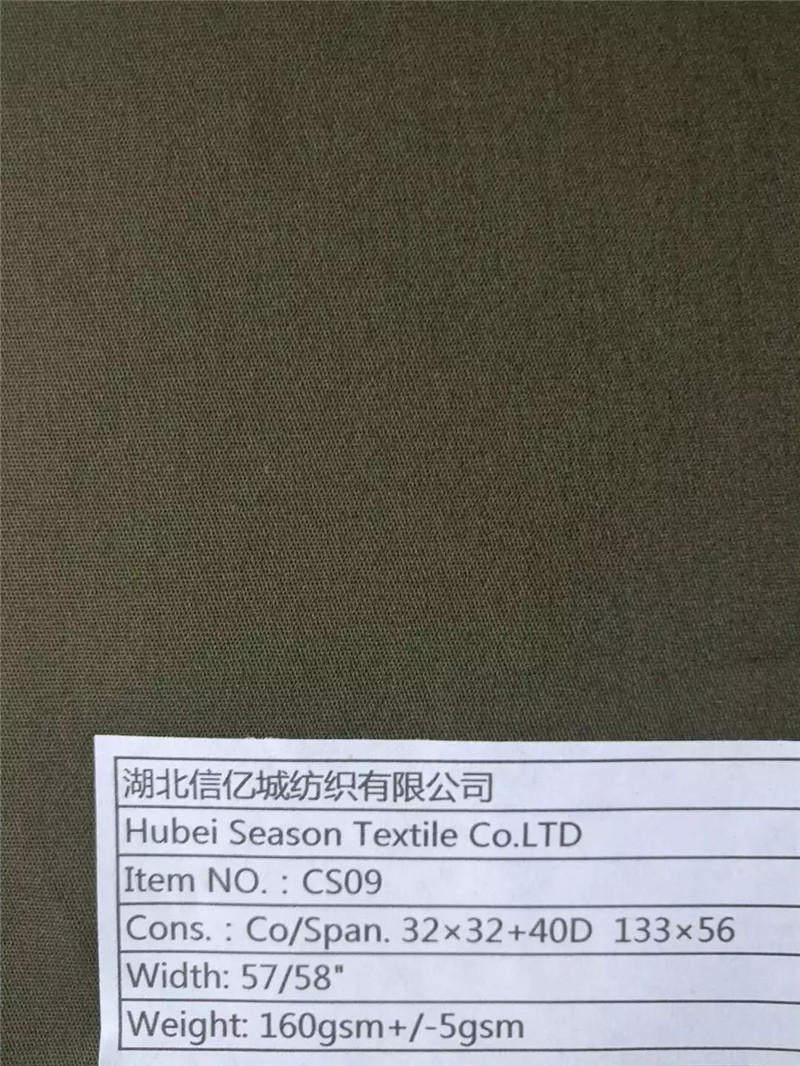 湖北信亿城纺织有限公司
Hubei Season Textile Co.LTD
Item NO. : CS09
Cons. : Co/Span. 32×32+40D 133×56
Width: 57/58"
Weight: 160gsm+/-5gsm